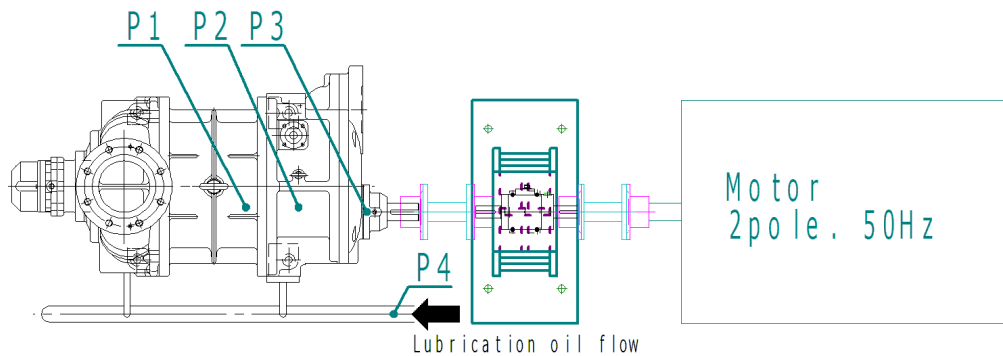 P1 P2 P3
Motor
2pole. 50Hz
P4
Lubrication oil flow